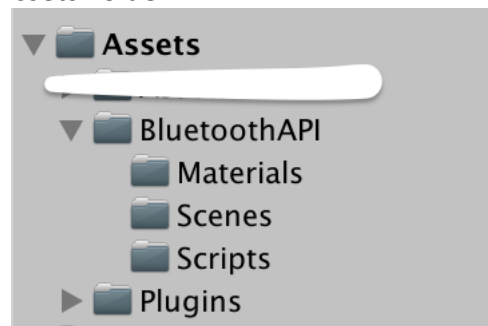 Assets
BluetoothAPI
Materials
Scenes
Scripts
Plugins